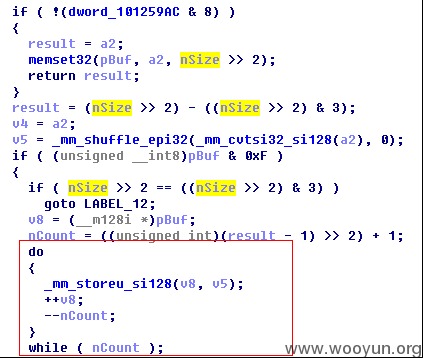 if ( !(dword_101259AC & 8) )
{
result = a2;
memset32(pBuf, a2, nSize >> 2);
return result;
}
result = (nSize >> 2) - ((nSize >> 2) & 3);
v4 = a2;
v5 = _mm_shuffle_epi32(_mm_cvtsi32_si128(a2), 0);
if ( (unsigned __int8)pBuf & 0xF )
{
if ( nSize >> 2 == ((nSize >> 2) & 3) )
goto LABEL_12;
v8 = (__m128i *)pBuf;
nCount = ((unsigned int)(result - 1) >> 2) + 1;
do
{
_mm_storeu_si128(v8, v5);
++v8;
--nCount;
}
while ( nCount );
www.wooyun.org